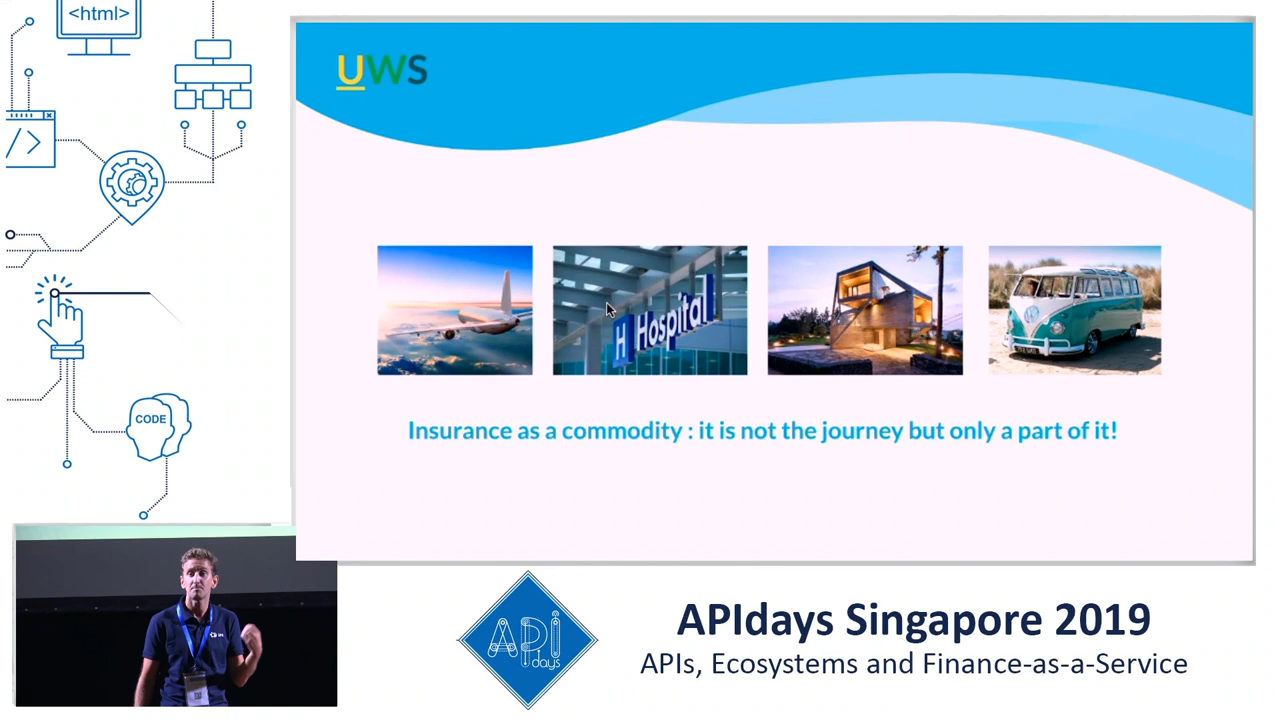 <html>
UWS
/>
H Hospital
Insurance as a commodity : it is not the journey but only a part of it!
CODE
API
days
APIdays Singapore 2019
APIs, Ecosystems and Finance-as-a-Service